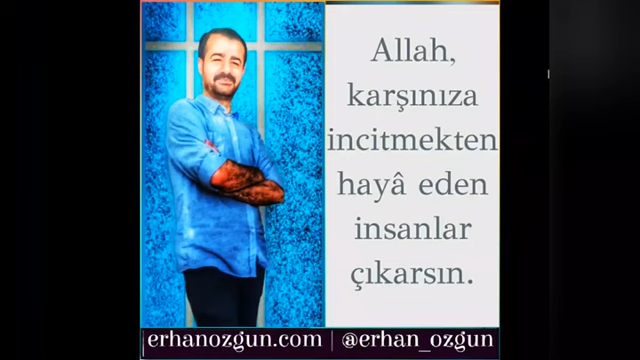 Allah,
karşınıza
incitmekten
hayâ eden
insanlar
çıkarsın.
erhanozgun.com | @erhan_ozgun